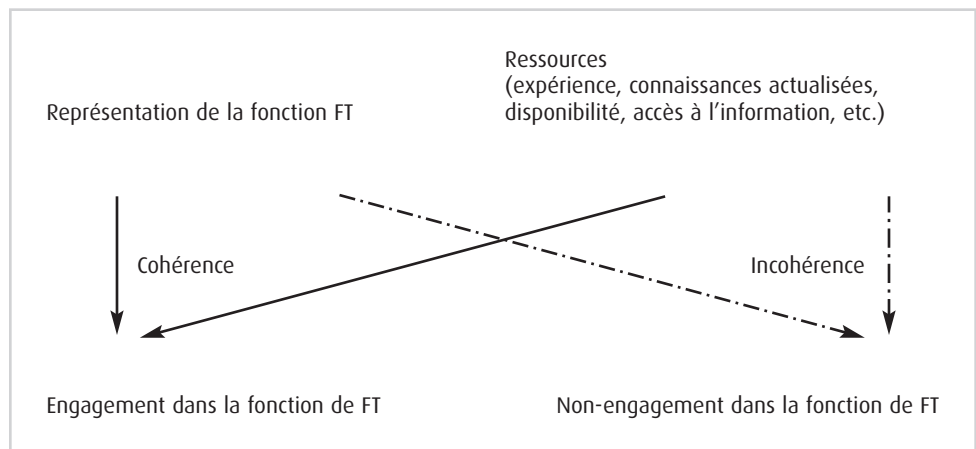 Représentation de la fonction FT
Ressources
(expérience, connaissances actualisées,
disponibilité, accès à l'information, etc.)
Cohérence
Incohérence
Engagement dans la fonction de FT
Non-engagement dans la fonction de FT